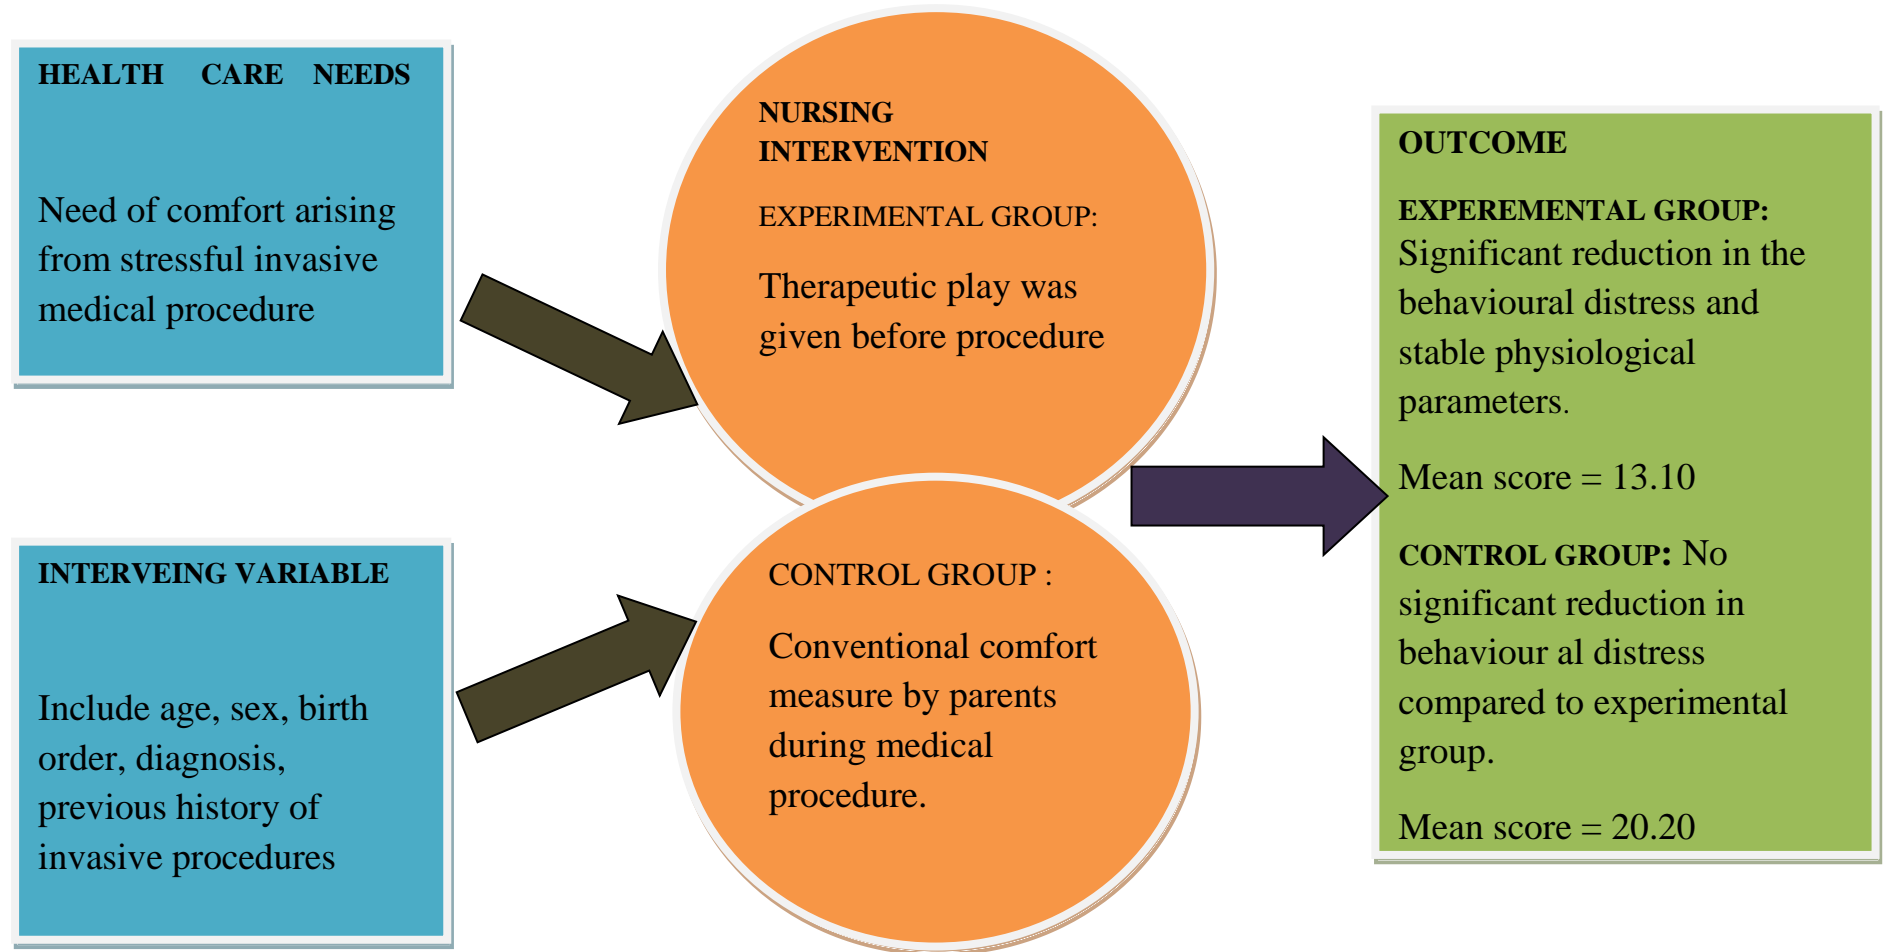 HEALTH CARE NEEDS
Need of comfort arising
from stressful invasive
medical procedure
INTERVEING VARIABLE
Include age, sex, birth
order, diagnosis,
previous history of
invasive procedures
NURSING
INTERVENTION
EXPERIMENTAL GROUP:
Therapeutic play was
given before procedure
CONTROL GROUP :
Conventional comfort
measure by parents
during medical
procedure.
OUTCOME
EXPEREMENTAL GROUP:
Significant reduction in the
behavioural distress and
stable physiological
parameters.
Mean score = 13.10
CONTROL GROUP: No
significant reduction in
behaviour al distress
compared to experimental
group.
Mean score = 20.20